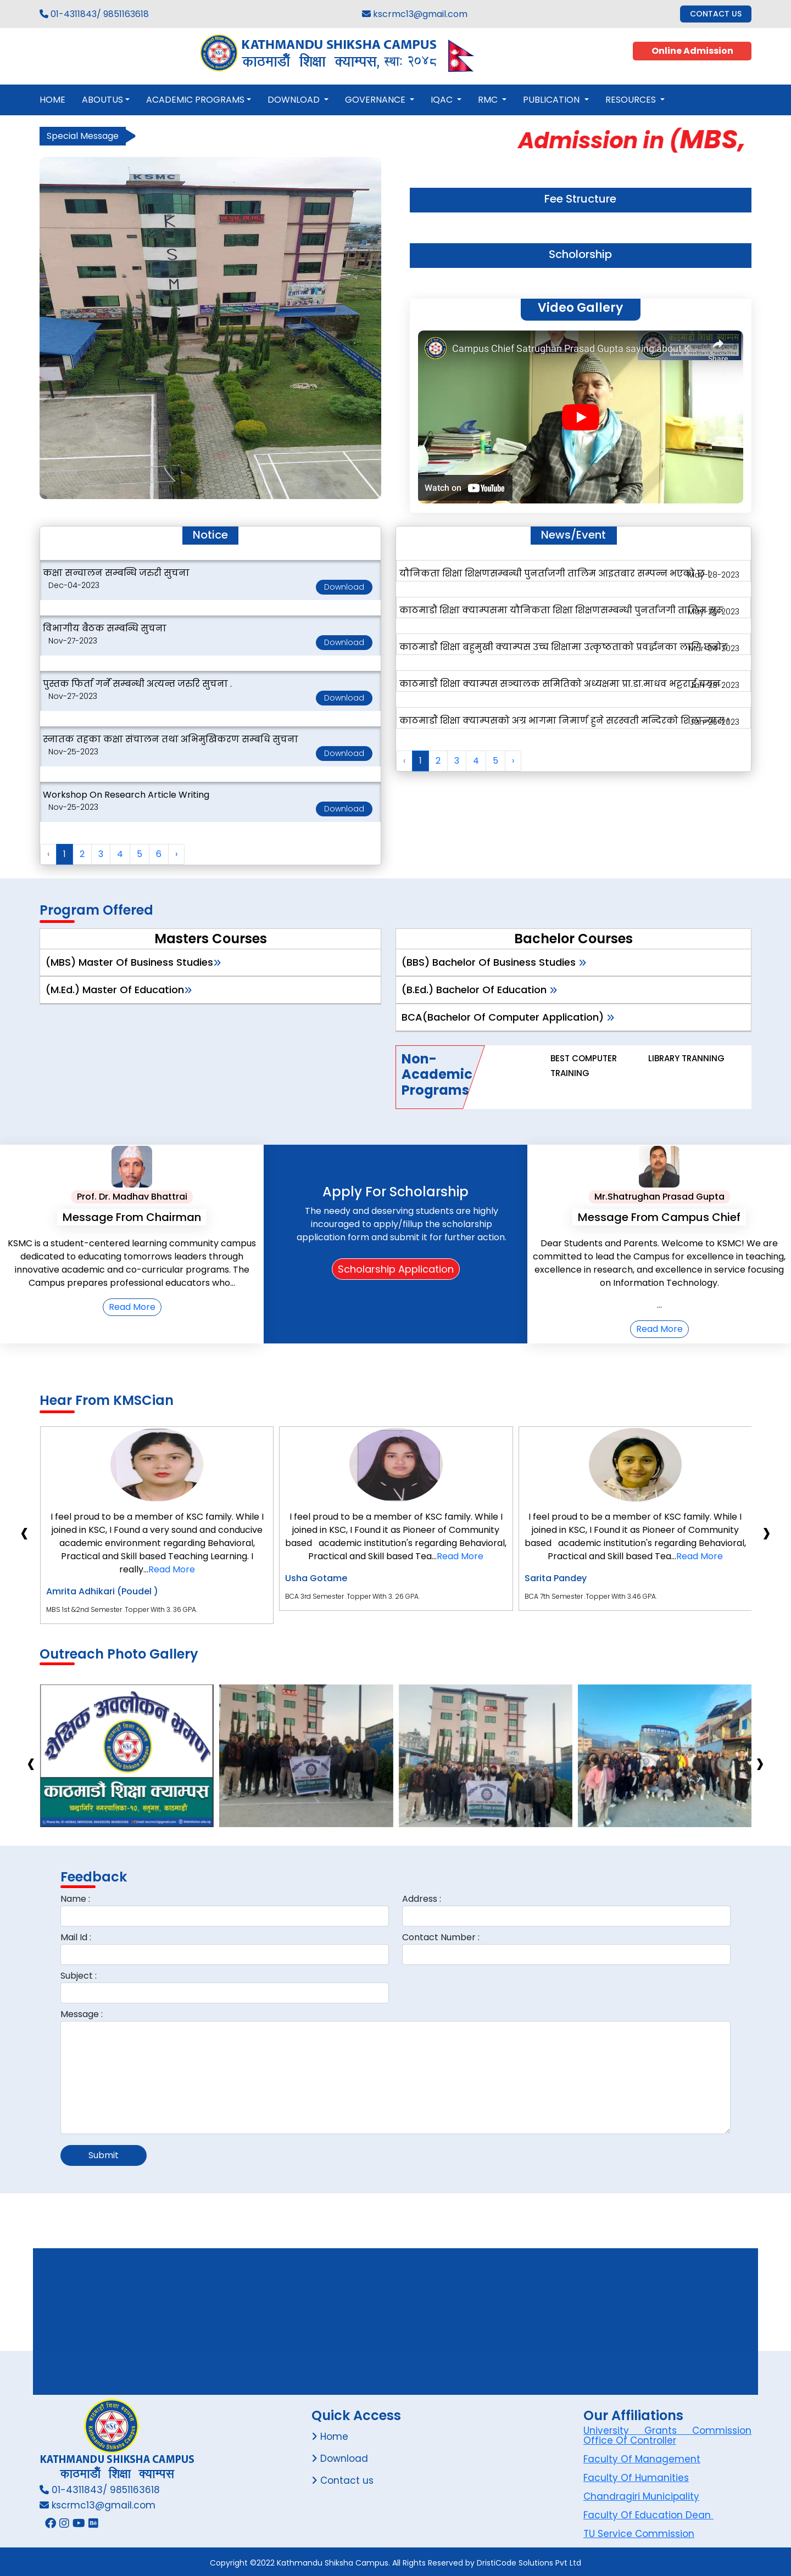 01-4311843/ 9851163618
kscrmc13@gmail.com
CONTACT US
KATHMANDU SHIKSHA CAMPUS
काठमाडौं शिक्षा क्याम्पस, स्था: २०४८
Online Admission
HOME
ABOUTUS
ACADEMIC PROGRAMS
DOWNLOAD
GOVERNANCE
IQAC
RMC
PUBLICATION
RESOURCES
Special Message
Admission in (MBS,
KSMC
K S M C
Fee Structure
Scholorship
Video Gallery
Campus Chief Satrughan Prasad Gupta saying about K
Share
Watch on YouTube
Notice
कक्षा सन्चालन सम्बन्धि जरुरी सुचना
Dec-04-2023
Download
विभागीय बैठक सम्बन्धि सुचना
Nov-27-2023
Download
पुस्तक फिर्ता गर्ने सम्बन्धी अत्यन्त जरुरि सुचना .
Nov-27-2023
Download
स्नातक तहका कक्षा संचालन तथा अभिमुखिकरण सम्बधि सुचना
Nov-25-2023
Download
Workshop On Research Article Writing
Nov-25-2023
Download
‹ 1 2 3 4 5 6 ›
News/Event
यौनिकता शिक्षा शिक्षणसम्बन्धी पुनर्ताजगी तालिम आइतबार सम्पन्न भएको छ
May-28-2023
काठमाडौं शिक्षा क्याम्पसमा यौनिकता शिक्षा शिक्षणसम्बन्धी पुनर्ताजगी तालिम सुरु
काठमाडौं शिक्षा बहुमुखी क्याम्पस उच्च शिक्षामा उत्कृष्ठताको प्रवर्द्धनका लागि
काठमाडौं शिक्षा क्याम्पस सञ्चालक समितिको अध्यक्षमा प्रा.डा.माधव भट्टराई चयन
काठमाडौं शिक्षा क्याम्पसको अग्र भागमा निमार्ण हुने सरस्वती मन्दिरको शिलान्यास
‹ 1 2 3 4 5 ›
Program Offered
Masters Courses
(MBS) Master Of Business Studies»
(M.Ed.) Master Of Education»
Bachelor Courses
(BBS) Bachelor Of Business Studies »
(B.Ed.) Bachelor Of Education »
BCA(Bachelor Of Computer Application) »
Non-
Academic
Programs
BEST COMPUTER
TRAINING
LIBRARY TRANNING
Prof. Dr. Madhav Bhattrai
Message From Chairman
KSMC is a student-centered learning community campus
dedicated to educating tomorrows leaders through
innovative academic and co-curricular programs. The
Campus prepares professional educators who...
Read More
Apply For Scholarship
The needy and deserving students are highly
incouraged to apply/fillup the scholarship
application form and submit it for further action.
Scholarship Application
Mr.Shatrughan Prasad Gupta
Message From Campus Chief
Dear Students and Parents. Welcome to KSMC! We are
committed to lead the Campus for excellence in teaching,
excellence in research, and excellence in service focusing
on Information Technology.
...
Read More
Hear From KMSCian
I feel proud to be a member of KSC family. While I
joined in KSC, I Found a very sound and conducive
academic environment regarding Behavioral,
Practical and Skill based Teaching Learning. I
really...Read More
Amrita Adhikari (Poudel )
MBS 1st &2nd Semester .Topper With 3. 36 GPA.
I feel proud to be a member of KSC family. While I
joined in KSC, I Found it as Pioneer of Community
based academic institution's regarding Behavioral,
Practical and Skill based Tea...Read More
Usha Gotame
BCA 3rd Semester .Topper With 3. 26 GPA.
I feel proud to be a member of KSC family. While I
joined in KSC, I Found it as Pioneer of Community
based academic institution's regarding Behavioral,
Practical and Skill based Tea...Read More
Sarita Pandey
BCA 7th Semester .Topper With 3.46 GPA.
Outreach Photo Gallery
शैक्षिक अवलोकन भ्रमण
काठमाडौं शिक्षा क्याम्पस
चन्द्रागिरि नगरपालिका-१०, सतुंगल, काठमाडौं
Feedback
Name :
Address :
Mail Id :
Contact Number :
Subject :
Message :
Submit
KATHMANDU SHIKSHA CAMPUS
काठमाडौं शिक्षा क्याम्पस
01-4311843/ 9851163618
kscrmc13@gmail.com
Quick Access
Home
Download
Contact us
Our Affiliations
University Grants Commission
Office Of Controller
Faculty Of Management
Faculty Of Humanities
Chandragiri Municipality
Faculty Of Education Dean
TU Service Commission
Copyright ©2022 Kathmandu Shiksha Campus. All Rights Reserved by DristiCode Solutions Pvt Ltd